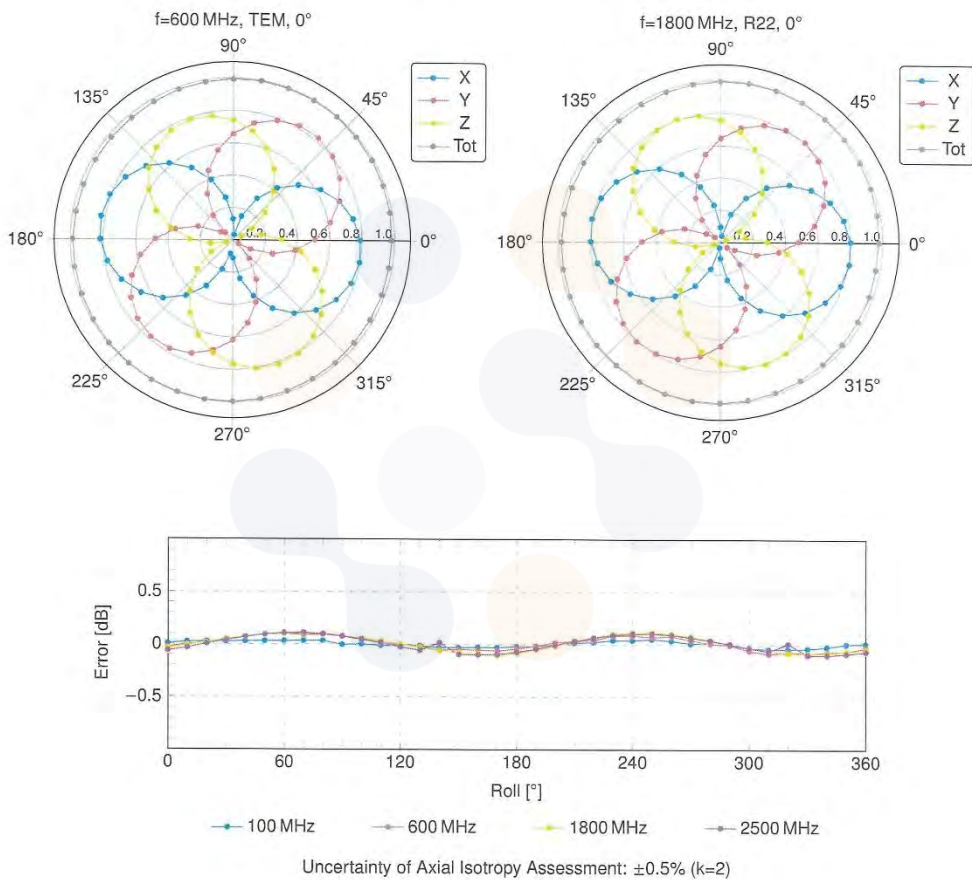 f=600 MHz, TEM, 0°
90°
135°
45°
X
Y
Z
Tot
180°
0.2 0.4 0.6 0.8 1.0
0°
225°
315°
270°
f=1800 MHz, R22, 0°
90°
135°
45°
X
Y
Z
Tot
180°
0.2 0.4 0.6 0.8 1.0
0°
225°
315°
270°
Error [dB]
0.5
0
−0.5
0 60 120 180 240 300 360
Roll [°]
100 MHz 600 MHz 1800 MHz 2500 MHz
Uncertainty of Axial Isotropy Assessment: ±0.5% (k=2)